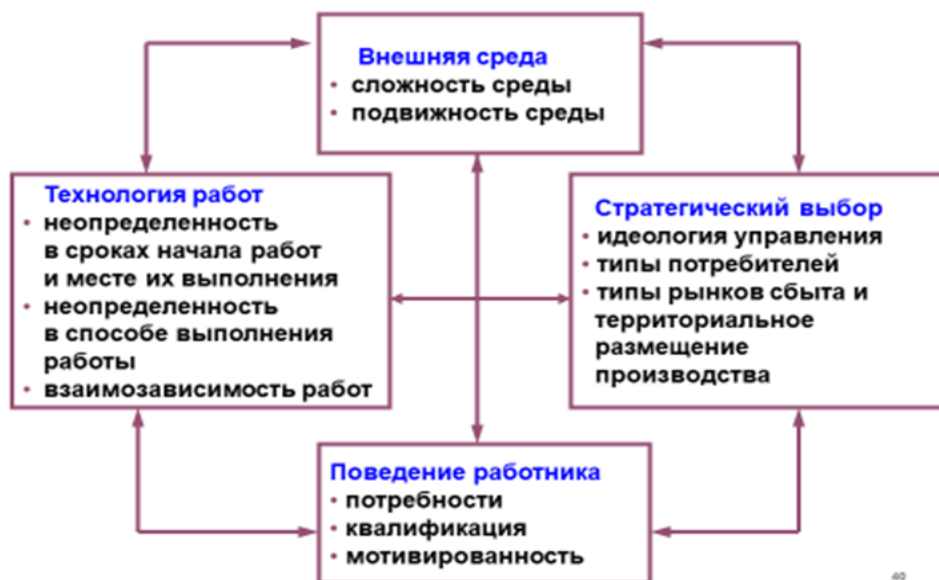 Внешняя среда
• сложность среды
• подвижность среды
Технология работ
• неопределенность
в сроках начала работ
и месте их выполнения
• неопределенность
в способе выполнения
работы
• взаимозависимость работ
Стратегический выбор
• идеология управления
• типы потребителей
• типы рынков сбыта и
территориальное
размещение
производства
Поведение работника
• потребности
• квалификация
• мотивированность
40